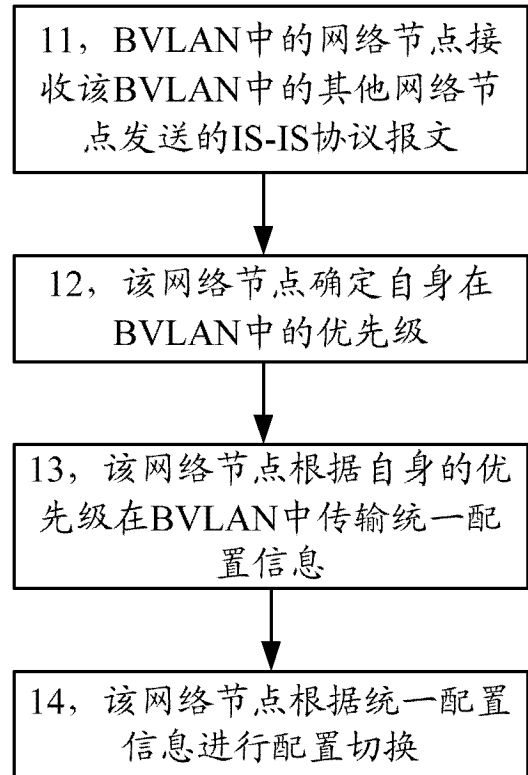 11，BVLAN中的网络节点接
收该BVLAN中的其他网络节
点发送的IS-IS协议报文
12，该网络节点确定自身在
BVLAN中的优先级
13，该网络节点根据自身的优
先级在BVLAN中传输统一配
置信息
14，该网络节点根据统一配置
信息进行配置切换